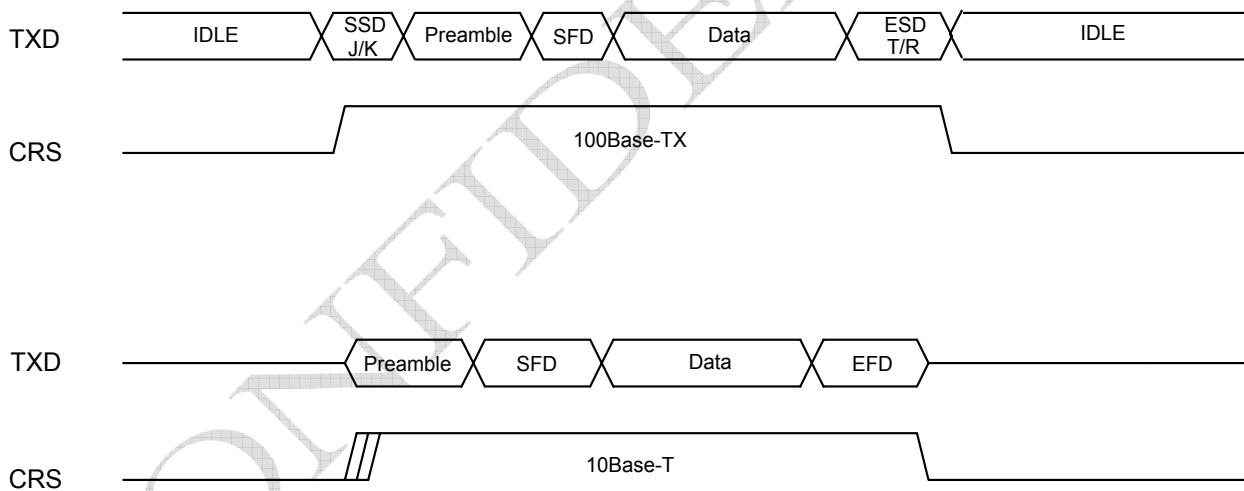 TXD IDLE SSD J/K Preamble SFD Data ESD T/R IDLE
CRS 100Base-TX
TXD Preamble SFD Data EFD
CRS 10Base-T